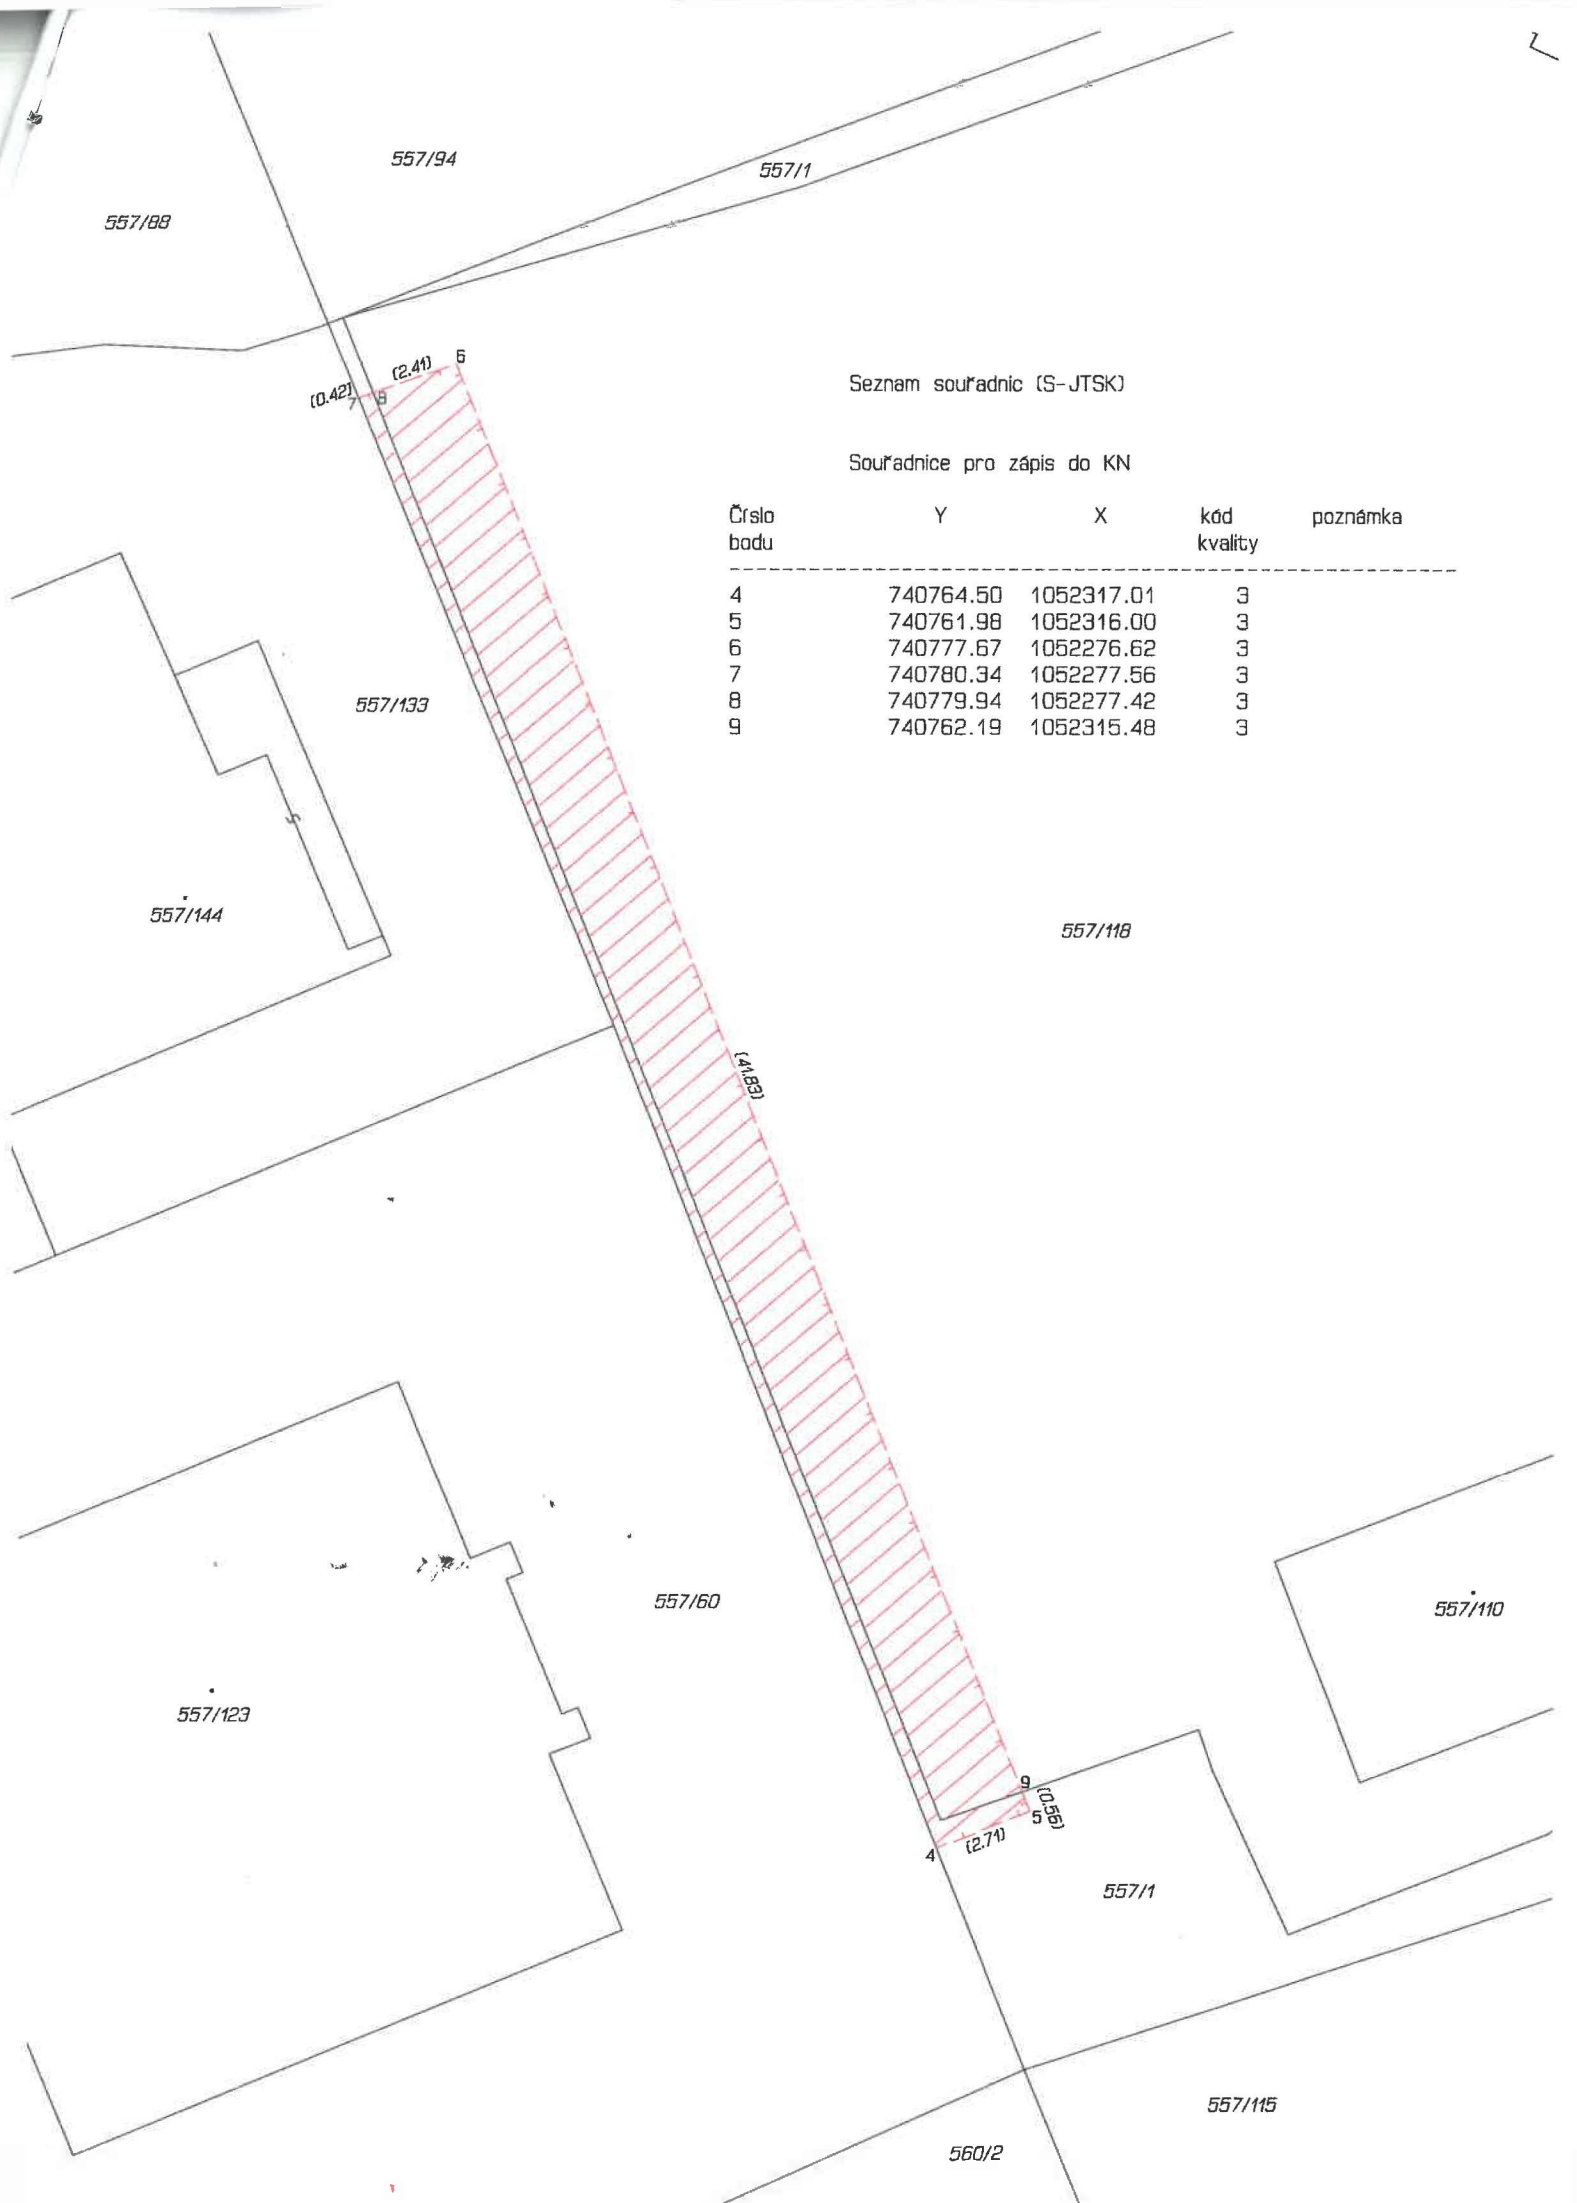 557/94
557/1
557/88
(2.41)
6
(0.42)
7
8
Seznam souřadnic (S-JTSK)
Souřadnice pro zápis do KN
Číslo bodu Y X kód kvality poznámka
4 740764.50 1052317.01 3
5 740761.98 1052316.00 3
6 740777.67 1052276.62 3
7 740780.34 1052277.56 3
8 740779.94 1052277.42 3
9 740762.19 1052315.48 3
557/133
557/144
557/118
(41.83)
557/60
557/110
557/123
9
(0.56)
5
(2.71)
4
557/1
557/115
560/2